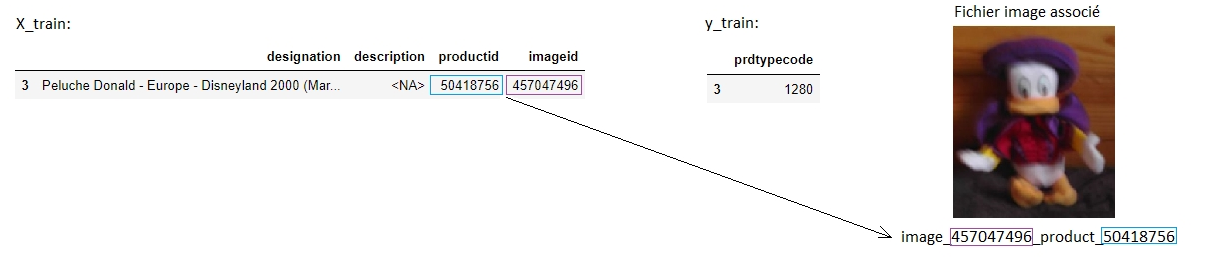 X_train:
designation description productid imageid
3 Peluche Donald - Europe - Disneyland 2000 (Mar... <NA> 50418756 457047496
y_train:
prdtypecode
3 1280
Fichier image associé
image_457047496_product_50418756